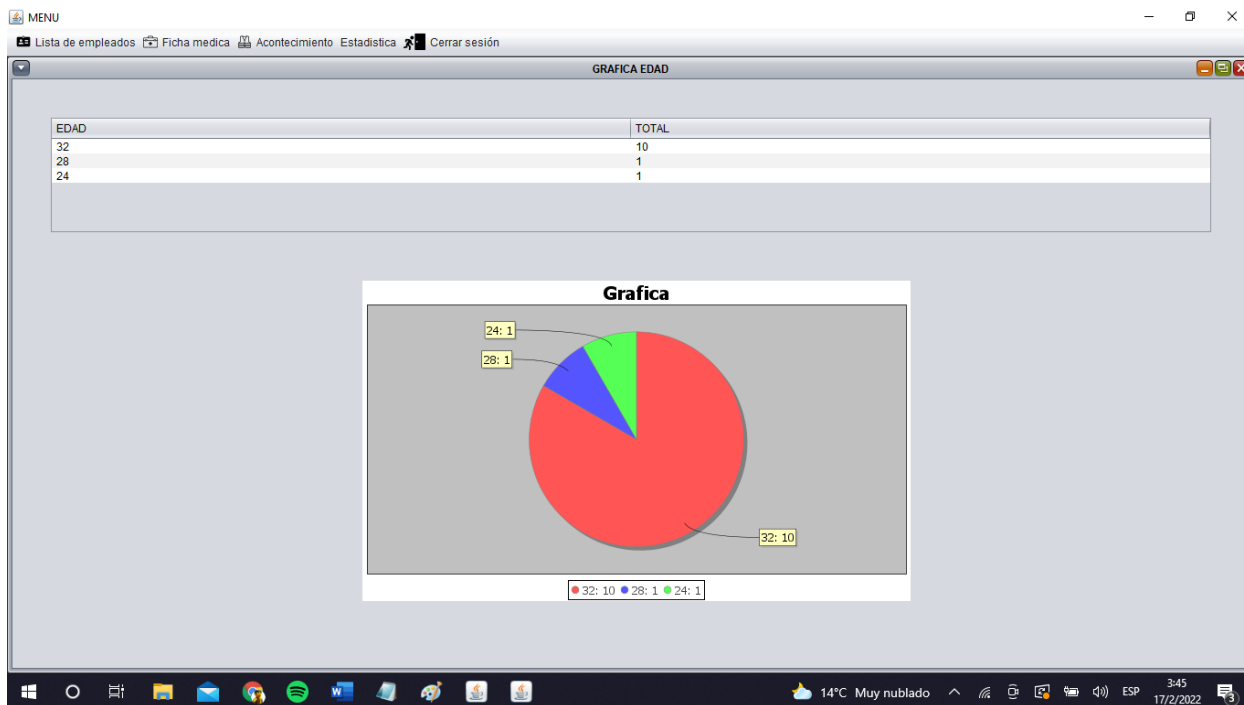 MENU
Lista de empleados Ficha medica Acontecimiento Estadistica Cerrar sesión
GRAFICA EDAD
EDAD TOTAL
32 10
28 1
24 1
Grafica
24: 1
28: 1
32: 10
32: 10 28: 1 24: 1
14°C Muy nublado ESP 3:45
17/2/2022 3